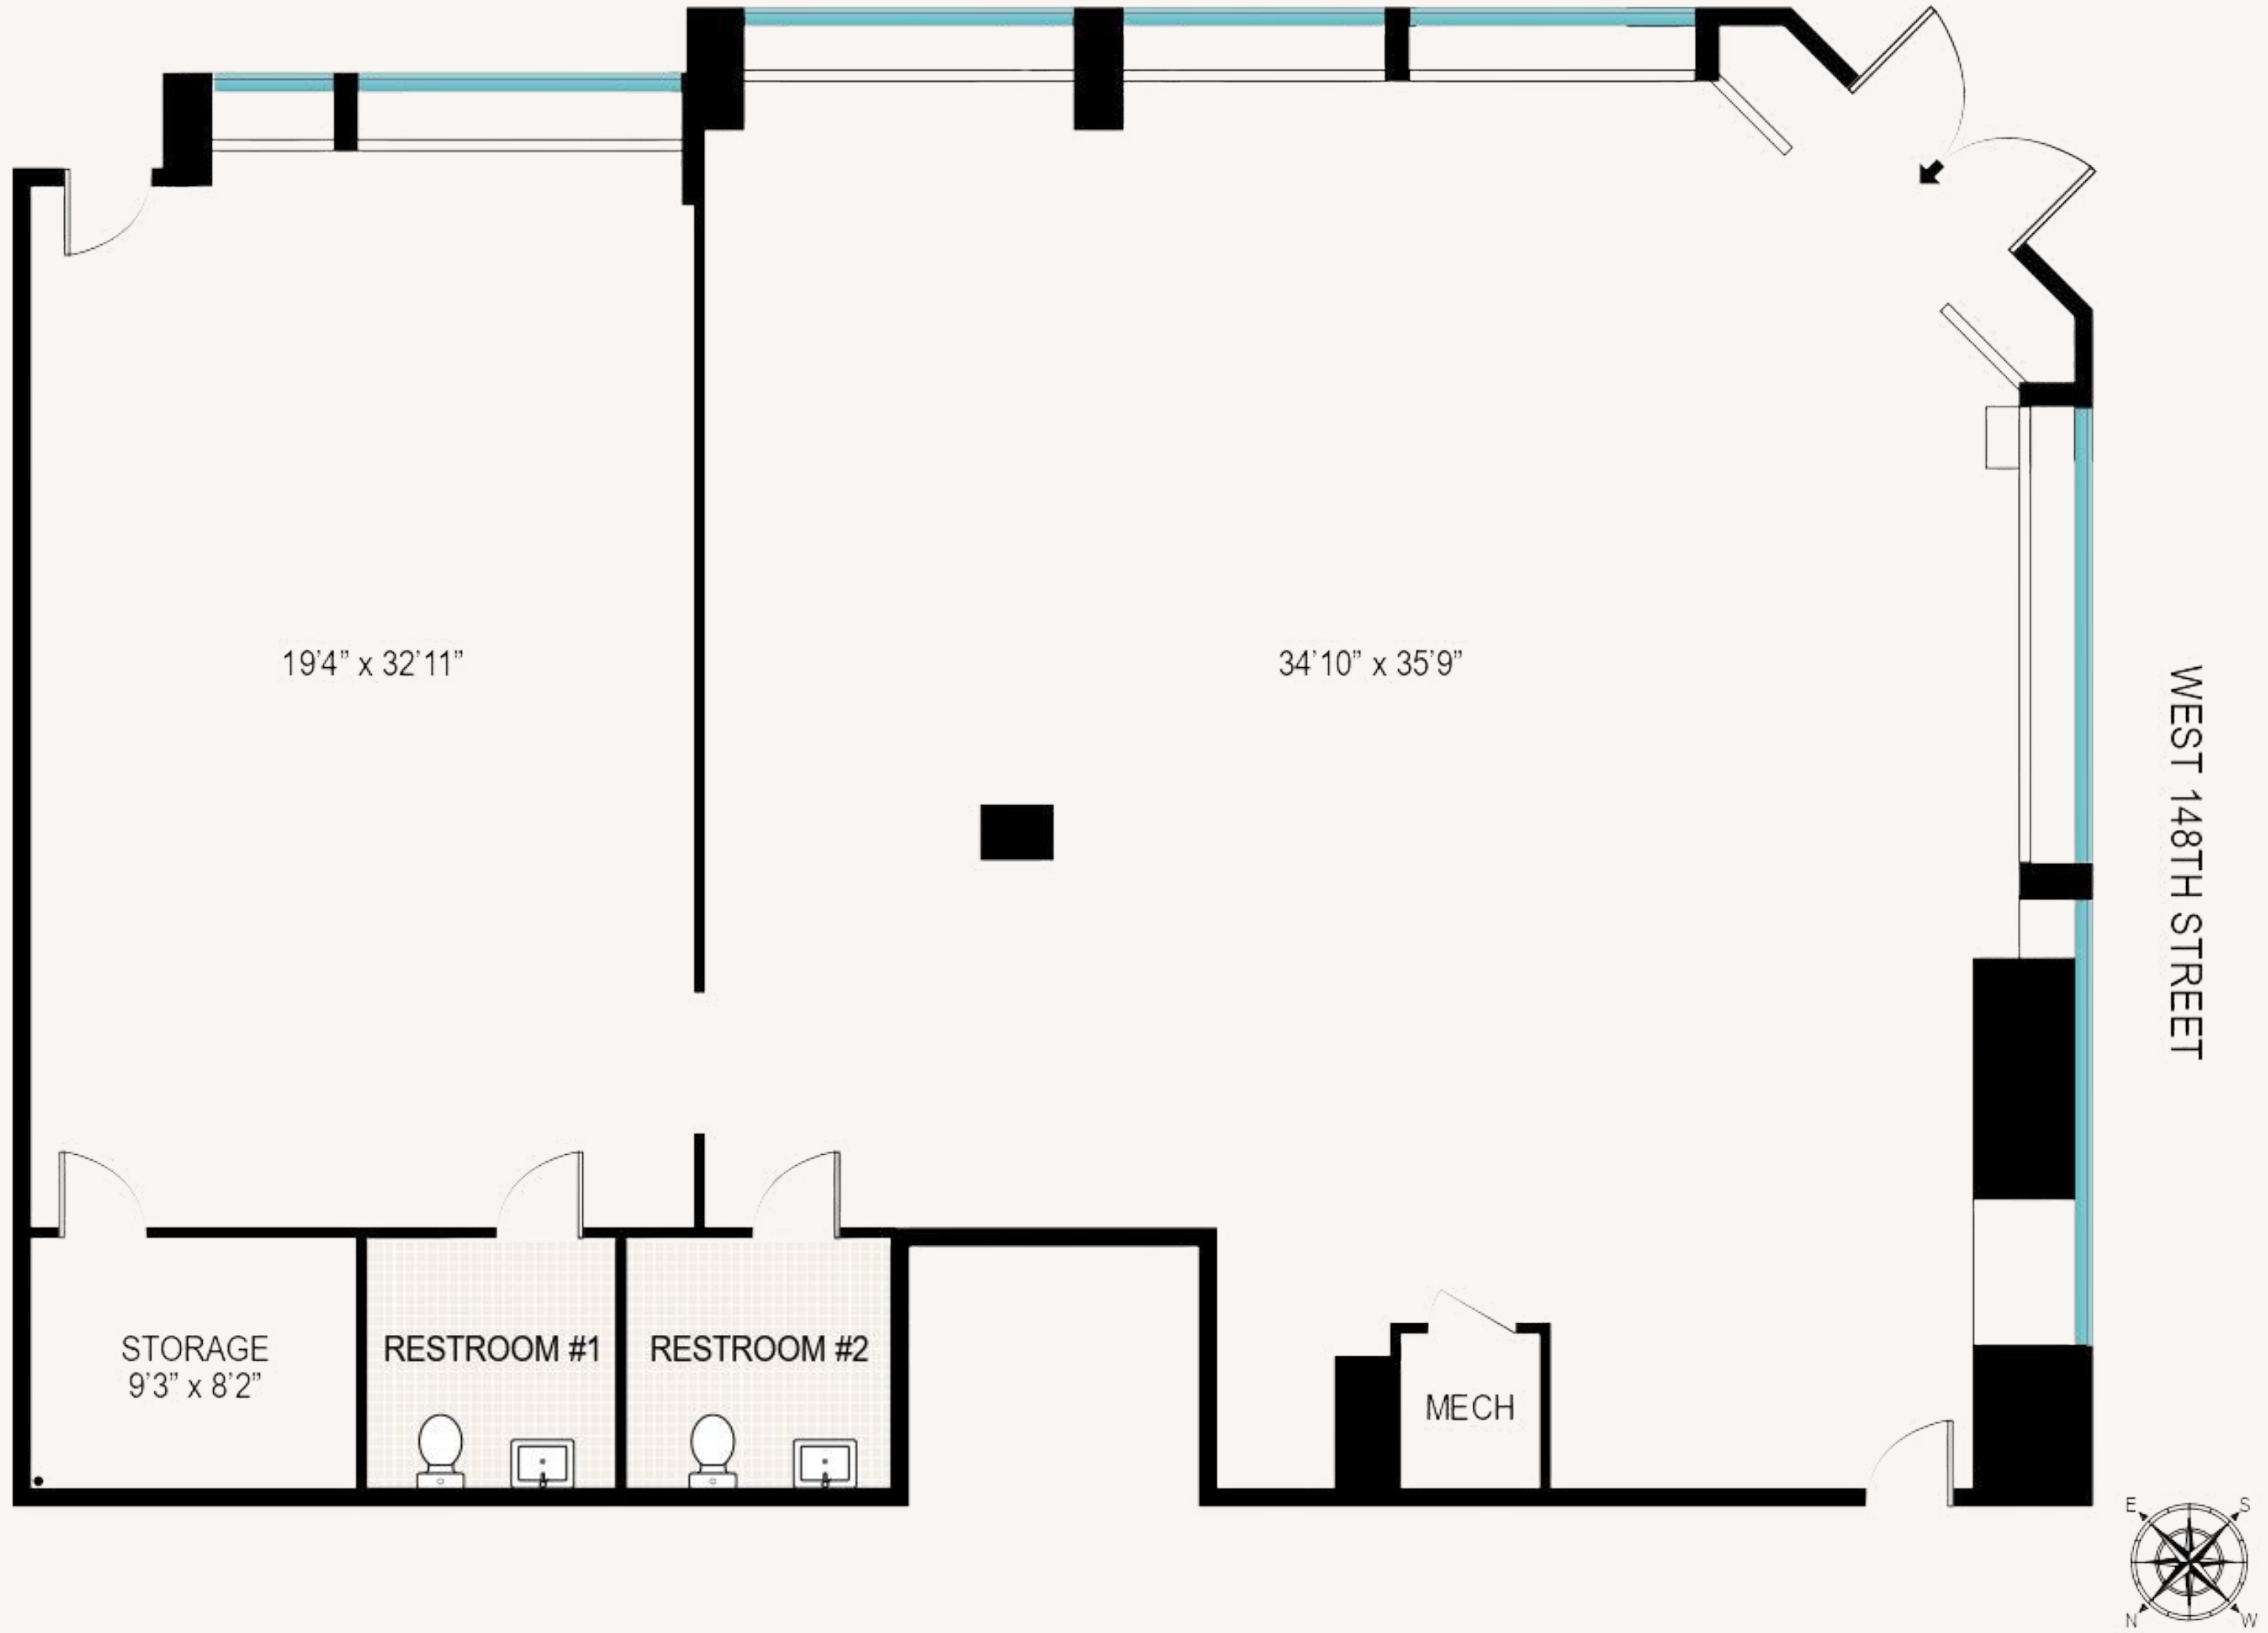 19'4” x 32'11”
34'10” x 35'9”
WEST 148TH STREET
STORAGE
9'3” x 8'2”
RESTROOM #1
RESTROOM #2
MECH
E S
N W